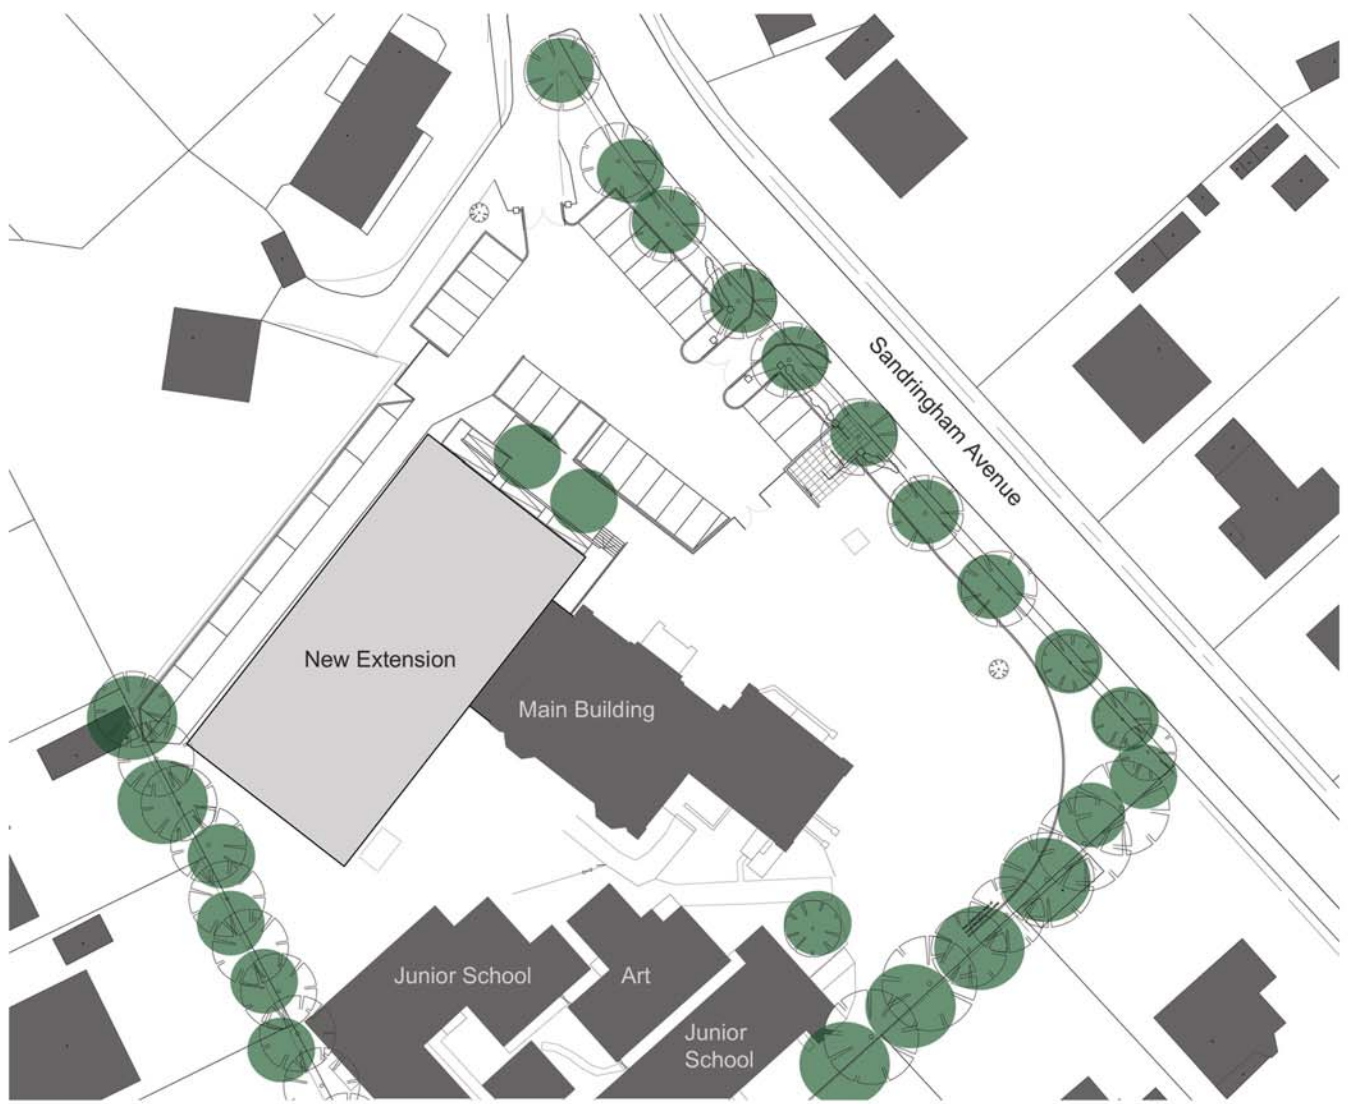 Sandringham Avenue
New Extension
Main Building
Junior School
Art
Junior
School